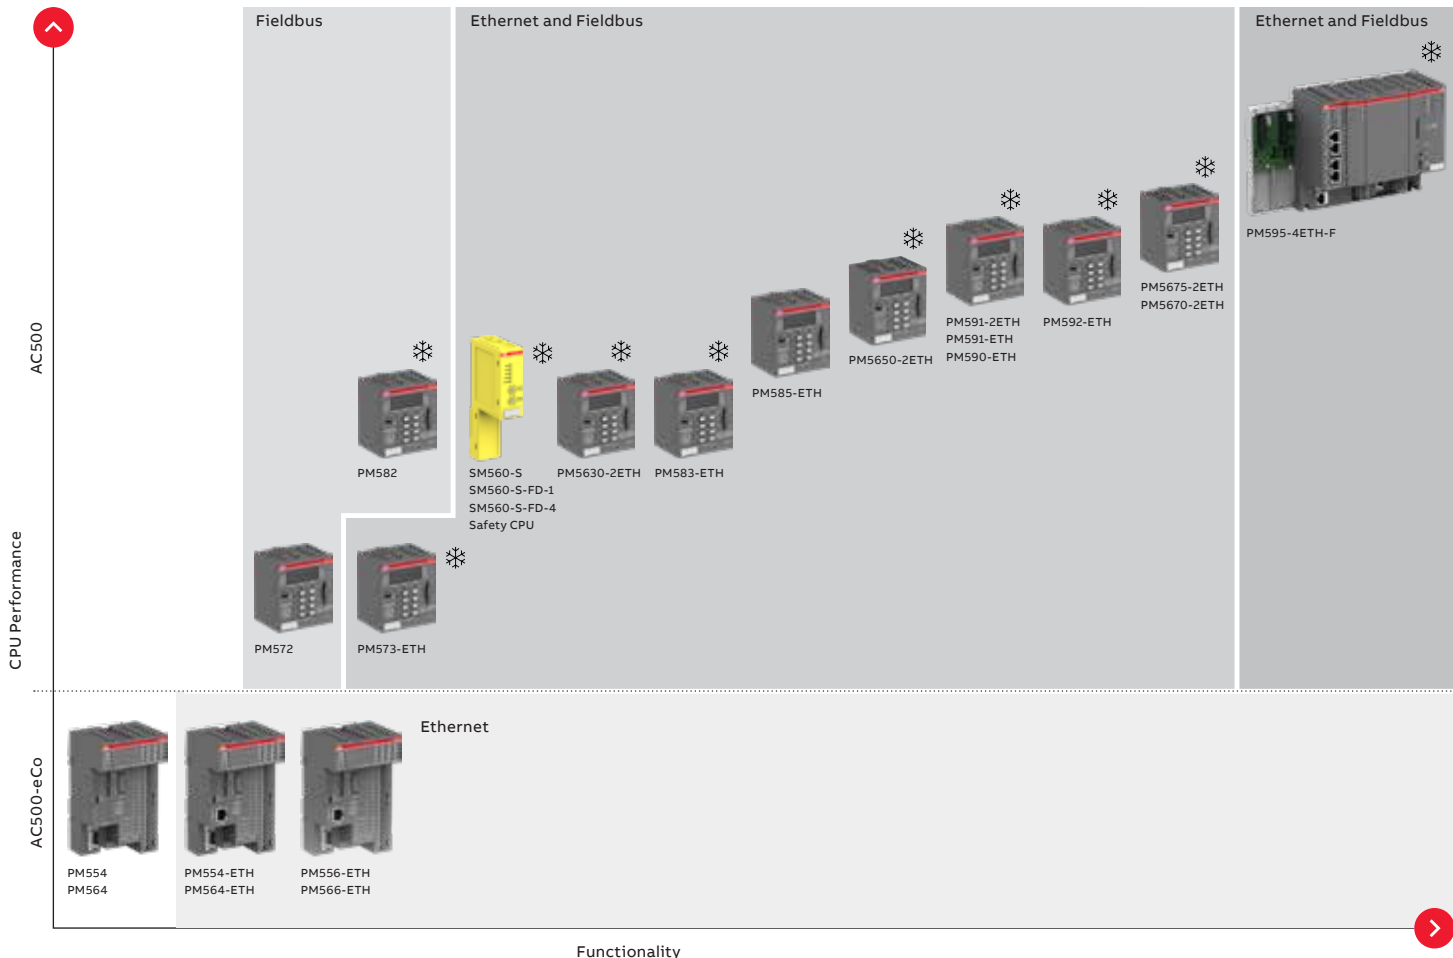 Fieldbus
Ethernet and Fieldbus
Ethernet and Fieldbus
PM595-4ETH-F
PM5675-2ETH
PM5670-2ETH
PM591-2ETH
PM591-ETH
PM590-ETH
PM592-ETH
PM5650-2ETH
PM585-ETH
AC500
PM582
SM560-S
SM560-S-FD-1
SM560-S-FD-4
Safety CPU
PM5630-2ETH
PM583-ETH
CPU Performance
PM572
PM573-ETH
Ethernet
AC500-eCo
PM554
PM564
PM554-ETH
PM564-ETH
PM556-ETH
PM566-ETH
Functionality